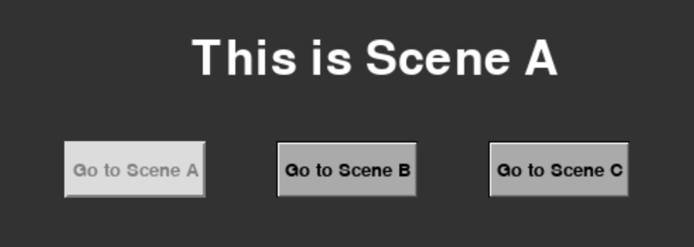 This is Scene A
Go to Scene A
Go to Scene B
Go to Scene C